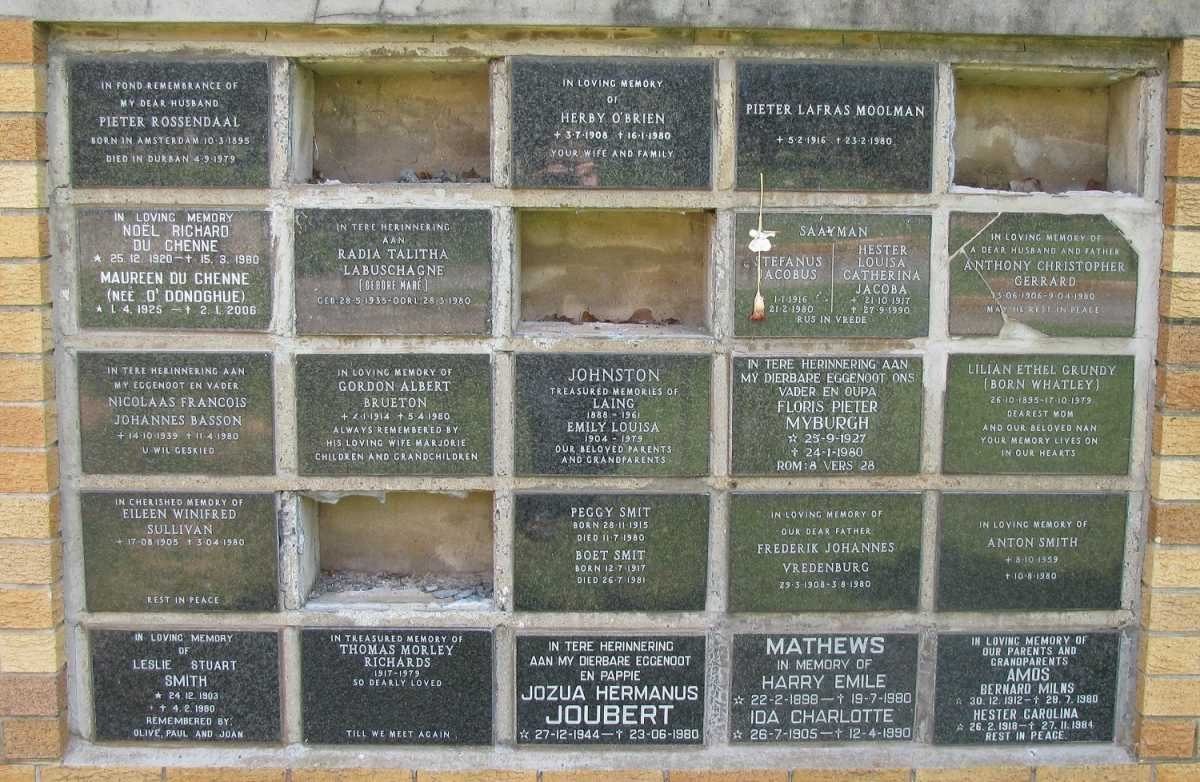 IN FOND REMEMBRANCE OF
MY DEAR HUSBAND
PIETER ROSSENDAAL
BORN IN AMSTERDAM 10·3·1895
DIED IN DURBAN 4·9·1979
IN LOVING MEMORY
OF
HERBY O'BRIEN
+ 3·7·1908 + 16·1·1980
YOUR WIFE AND FAMILY
PIETER LAFRAS MOOLMAN
+ 5·2·1916 + 23·2·1980
IN LOVING MEMORY
NOËL RICHARD
DU CHENNE
★ 25. 12. 1920 — † 15. 3. 1980
MAUREEN DU CHENNE
(NEÉ O' DONOGHUE)
★ 1. 4. 1925 — † 2. 1. 2006
IN TERE HERINNERING
AAN
RADIA TALITHA
LABUSCHAGNE
[GEBORE MARÉ]
GEB: 28·5·1935 - OORL: 28·3·1980
SAAYMAN
STEFANUS
JACOBUS
1·1·1916
21·2·1980
HESTER
LOUISA
CATHERINA
JACOBA
+ 21·10·1917
+ 27·9·1990
RUS IN VREDE
IN LOVING MEMORY OF
A DEAR HUSBAND AND FATHER
ANTHONY CHRISTOPHER
GERRARD
13·06·1906 - 9·04·1980
MAY HE REST IN PEACE
IN TERE HERINNERING AAN
MY EGGENOOT EN VADER
NICOLAAS FRANCOIS
JOHANNES BASSON
+ 14·10·1939 + 11·4·1980
U WIL GESKIED
IN LOVING MEMORY OF
GORDON ALBERT
BRUETON
+ 2·1·1914 + 5·4·1980
ALWAYS REMEMBERED BY
HIS LOVING WIFE MARJORIE
CHILDREN AND GRANDCHILDREN
JOHNSTON
TREASURED MEMORIES OF
LAING
1888 - 1961
EMILY LOUISA
1904 - 1979
OUR BELOVED PARENTS
AND GRANDPARENTS
IN TERE HERINNERING AAN
MY DIERBARE EGGENOOT ONS
VADER EN OUPA
FLORIS PIETER
MYBURGH
☆ 25-9-1927
† 24-1-1980
ROM: 8 VERS 28
LILIAN ETHEL GRUNDY
[BORN WHATLEY]
26·10·1895 - 17·10·1979
DEAREST MOM
AND OUR BELOVED NAN
YOUR MEMORY LIVES ON
IN OUR HEARTS
IN CHERISHED MEMORY OF
EILEEN WINIFRED
SULLIVAN
+ 17·08·1905 + 3·04·1980
REST IN PEACE
PEGGY SMIT
BORN 28·11·1915
DIED 11·7·1980
BOET SMIT
BORN 12·7·1917
DIED 26·7·1981
IN LOVING MEMORY OF
OUR DEAR FATHER
FREDERIK JOHANNES
VREDENBURG
29·3·1908 - 3·8·1980
IN LOVING MEMORY OF
ANTON SMITH
+ 8·10·1959
+ 10·8·1980
IN LOVING MEMORY
OF
LESLIE STUART
SMITH
★ 24. 12. 1903
† 4. 2. 1980
REMEMBERED BY:
OLIVE, PAUL AND JOAN
IN TREASURED MEMORY OF
THOMAS MORLEY
RICHARDS
1917 - 1979
SO DEARLY LOVED
TILL WE MEET AGAIN
IN TERE HERINNERING
AAN MY DIERBARE EGGENOOT
EN PAPPIE
JOZUA HERMANUS
JOUBERT
☆ 27-12-1944 — † 23-06-1980
MATHEWS
IN MEMORY OF
HARRY EMILE
☆ 22-2-1898 — † 19-7-1980
IDA CHARLOTTE
☆ 26-7-1905 — † 12-4-1990
IN LOVING MEMORY OF
OUR PARENTS AND
GRANDPARENTS
AMOS
BERNARD MILNS
☆ 30. 12. 1912 — † 28. 7. 1980
HESTER CAROLINA
☆ 26. 2. 1918 — † 27. 11. 1984
REST IN PEACE